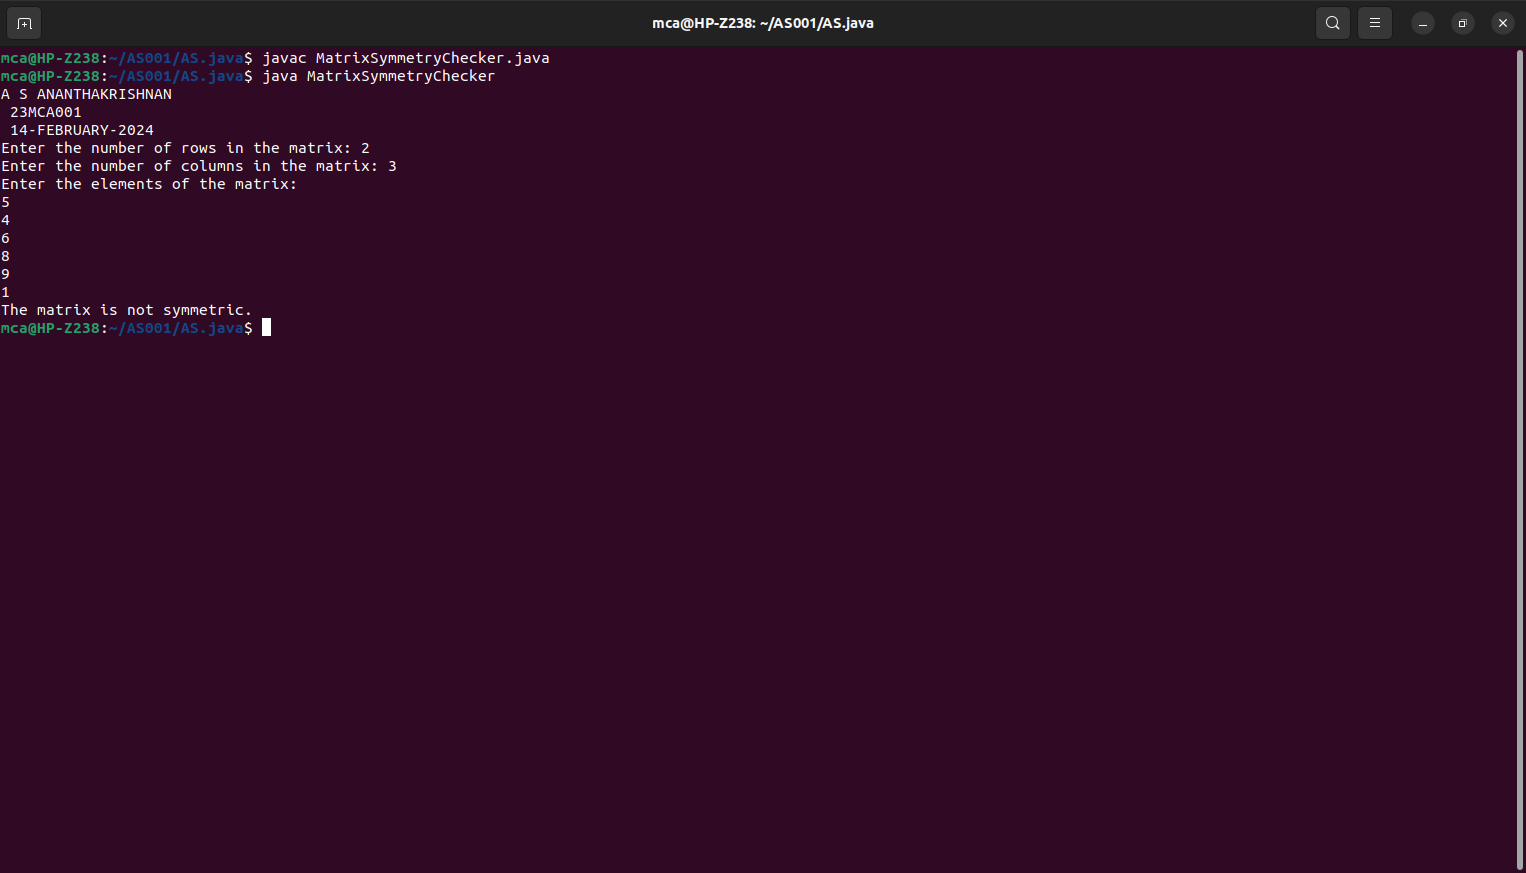 mca@HP-Z238: ~/AS001/AS.java
mca@HP-Z238:~/AS001/AS.java$ javac MatrixSymmetryChecker.java
mca@HP-Z238:~/AS001/AS.java$ java MatrixSymmetryChecker
A S ANANTHAKRISHNAN
 23MCA001
 14-FEBRUARY-2024
Enter the number of rows in the matrix: 2
Enter the number of columns in the matrix: 3
Enter the elements of the matrix:
5
4
6
8
9
1
The matrix is not symmetric.
mca@HP-Z238:~/AS001/AS.java$